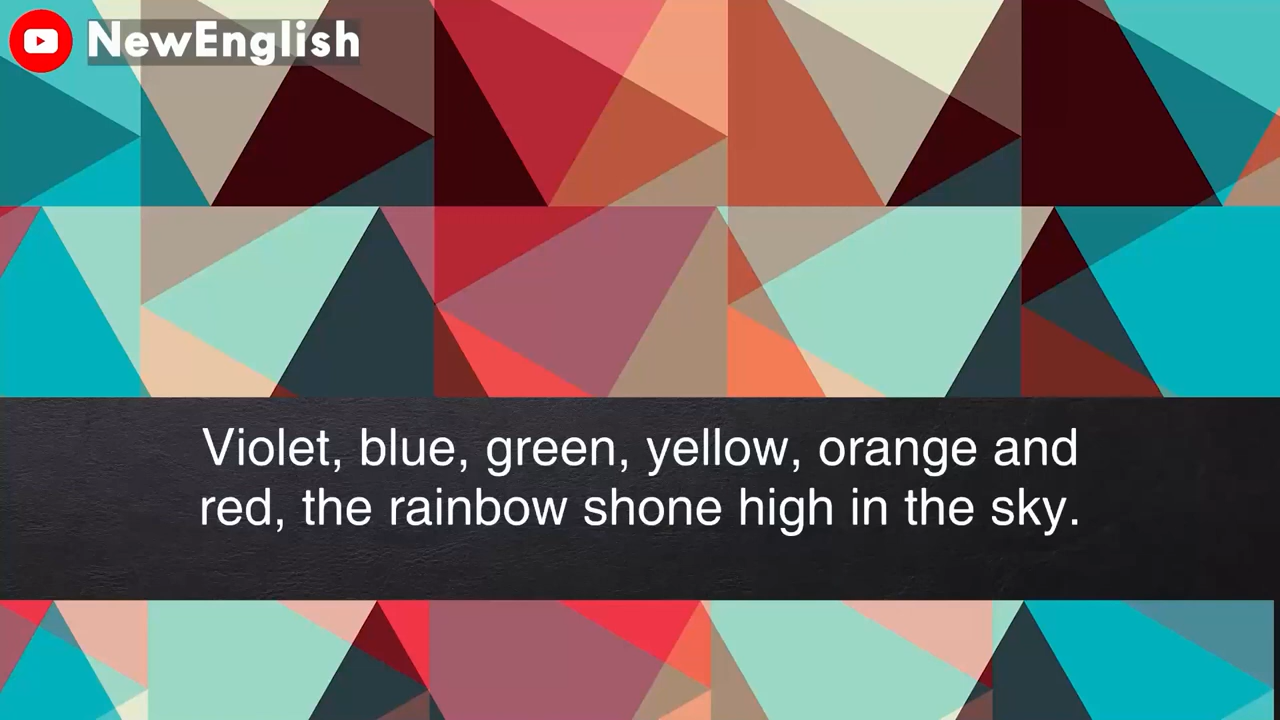 NewEnglish
Violet, blue, green, yellow, orange and
red, the rainbow shone high in the sky.